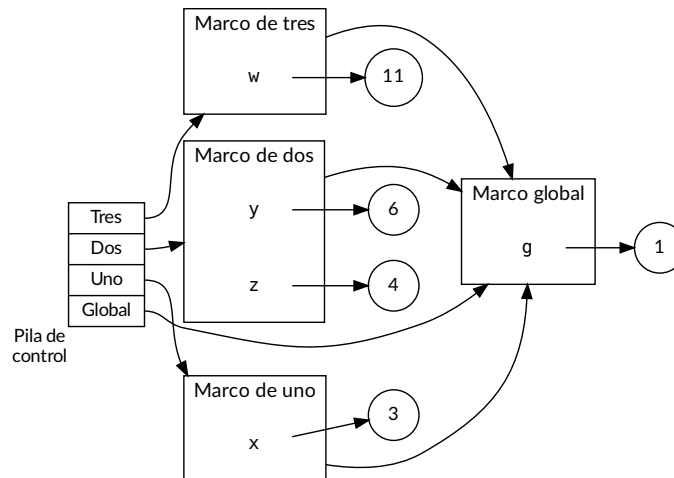 Marco de tres
w
11
Marco de dos
y
6
z
4
Marco global
g
1
Tres
Dos
Uno
Global
Pila de
control
Marco de uno
x
3